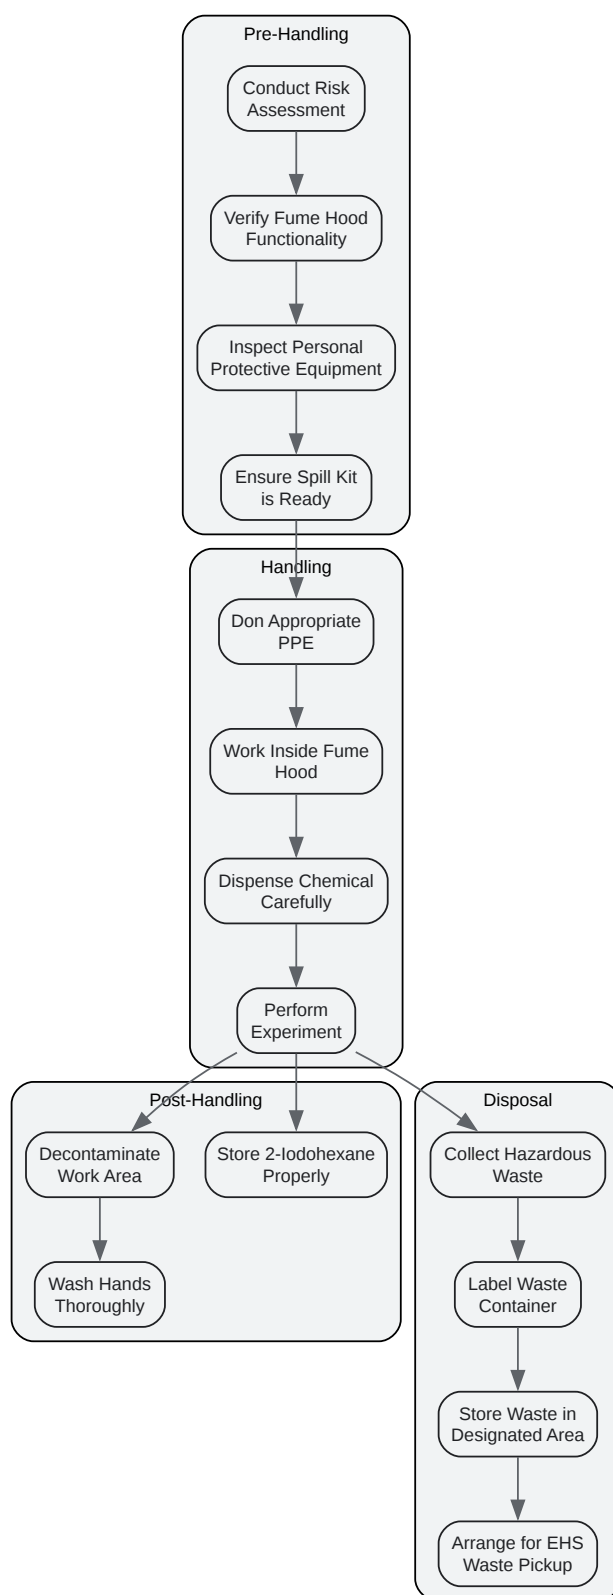 Pre-Handling
Conduct Risk
Assessment
Verify Fume Hood
Functionality
Inspect Personal
Protective Equipment
Ensure Spill Kit
is Ready
Handling
Don Appropriate
PPE
Work Inside Fume
Hood
Dispense Chemical
Carefully
Perform
Experiment
Post-Handling
Decontaminate
Work Area
Store 2-Iodohexane
Properly
Wash Hands
Thoroughly
Disposal
Collect Hazardous
Waste
Label Waste
Container
Store Waste in
Designated Area
Arrange for EHS
Waste Pickup